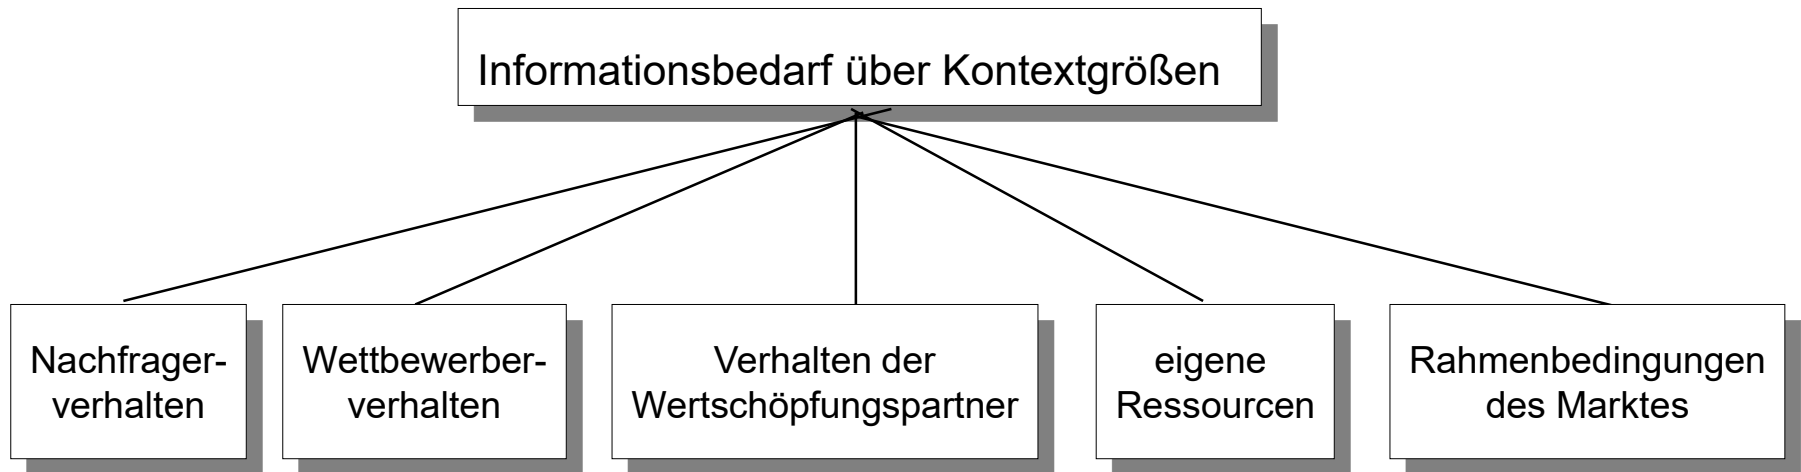 Informationsbedarf über Kontextgrößen
Nachfrager-
verhalten
Wettbewerber-
verhalten
Verhalten der
Wertschöpfungspartner
eigene
Ressourcen
Rahmenbedingungen
des Marktes